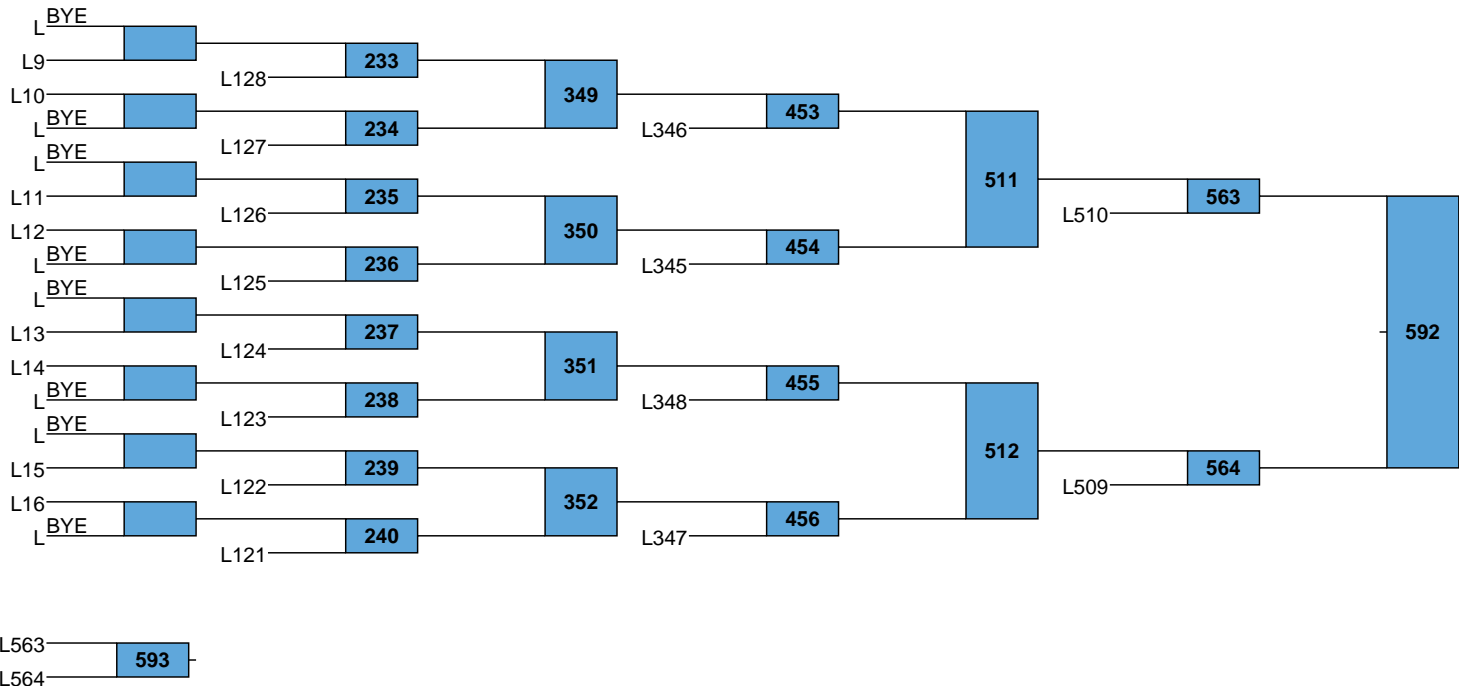 BYE
L
L9
L128
233
L10
BYE
L
L127
234
349
L346
453
BYE
L
L11
L126
235
L12
BYE
L
L125
236
350
L345
454
511
L510
563
BYE
L
L13
L124
237
L14
BYE
L
L123
238
351
L348
455
BYE
L
L15
L122
239
L16
BYE
L
L121
240
352
L347
456
512
L509
564
592
L563
L564
593